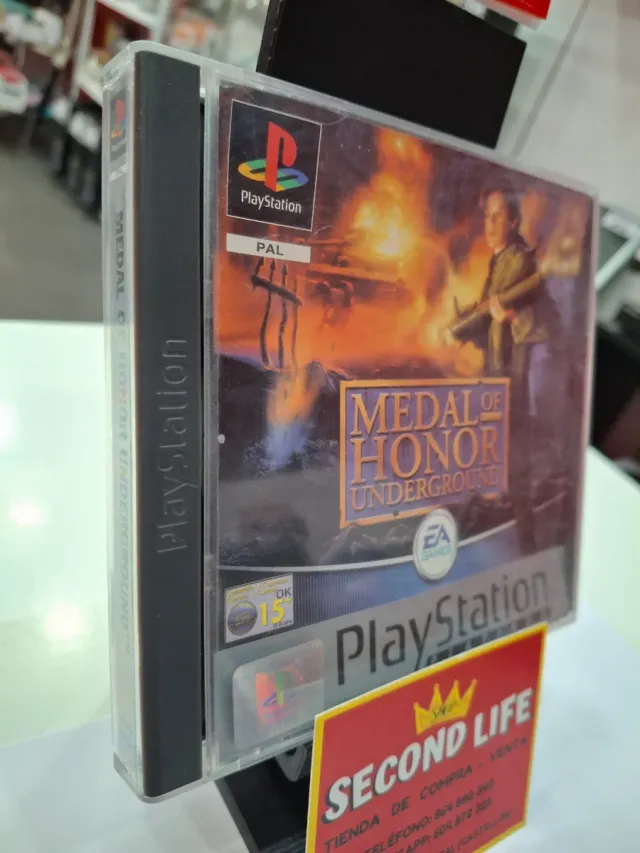 PlayStation
PAL
MEDAL OF
HONOR
UNDERGROUND
EA
GAMES
OK
15
PlayStation
PlayStation
MEDAL OF HONOR UNDERGROUND
SECOND LIFE
TIENDA DE COMPRA - VENTA